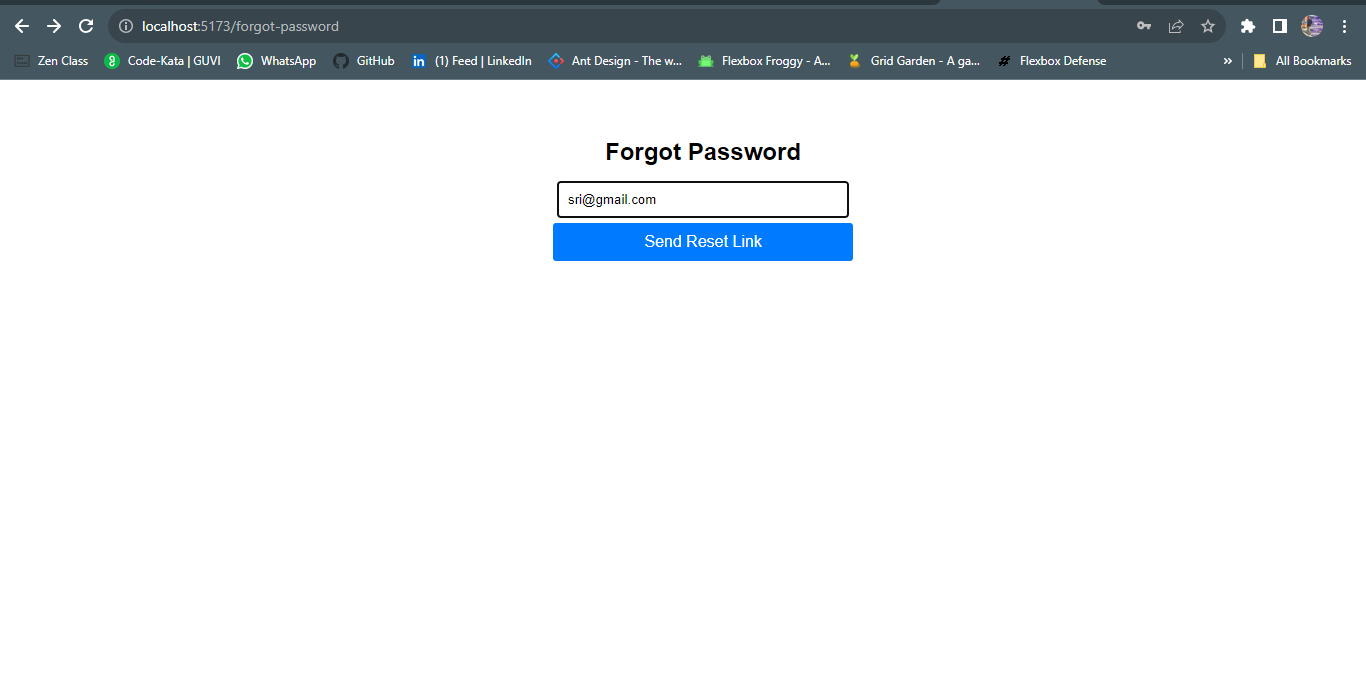 localhost:5173/forgot-password
Zen Class Code-Kata | GUVI WhatsApp GitHub in (1) Feed | LinkedIn Ant Design - The w... Flexbox Froggy - A... Grid Garden - A ga... # Flexbox Defense » All Bookmarks
Forgot Password
sri@gmail.com
Send Reset Link